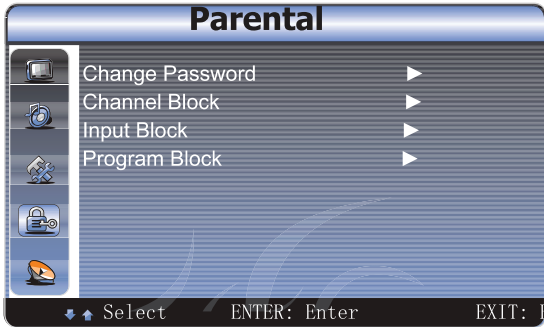 Parental
Change Password
Channel Block
Input Block
Program Block
Select ENTER: Enter EXIT: